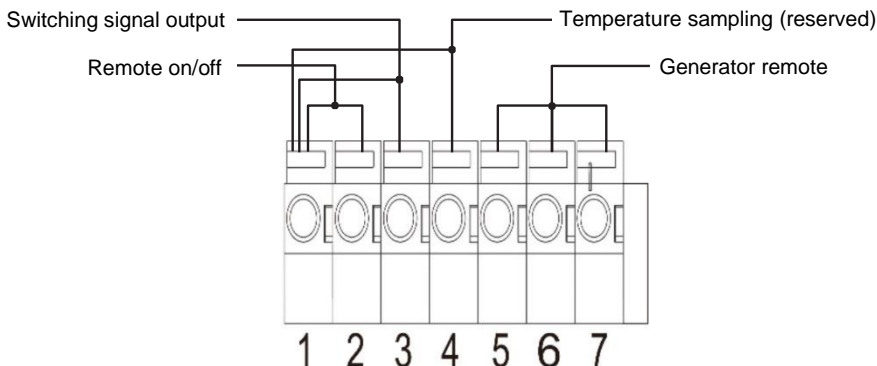 Switching signal output
Temperature sampling (reserved)
Remote on/off
Generator remote
1 2 3 4 5 6 7